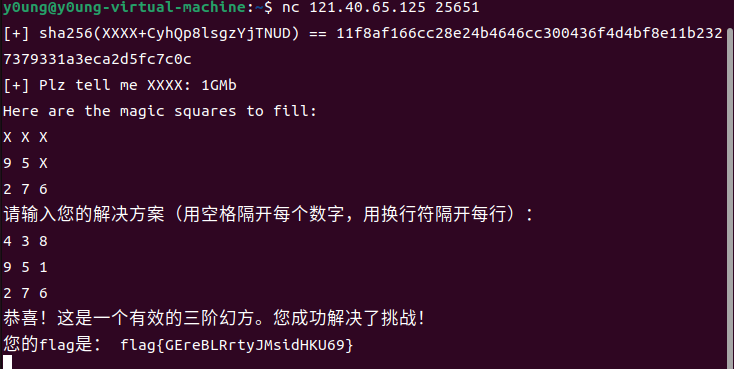 y0ung@y0ung-virtual-machine:~$ nc 121.40.65.125 25651
[+] sha256(XXXX+CyhQp8lsgzYjTNUD) == 11f8af166cc28e24b4646cc300436f4d4bf8e11b232
7379331a3eca2d5fc7c0c
[+] Plz tell me XXXX: 1GMb
Here are the magic squares to fill:
X X X
9 5 X
2 7 6
请输入您的解决方案（用空格隔开每个数字，用换行符隔开每行）：
4 3 8
9 5 1
2 7 6
恭喜！这是一个有效的三阶幻方。您成功解决了挑战！
您的flag是： flag{GEreBLRrtyJMsidHKU69}